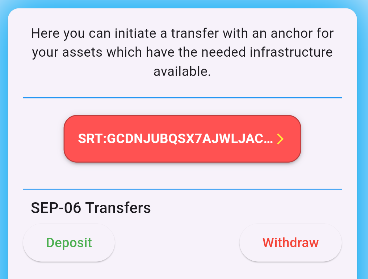 Here you can initiate a transfer with an anchor for
your assets which have the needed infrastructure
available.
SRT:GCDNJUBQSX7AJWLJAC...
SEP-06 Transfers
Deposit
Withdraw